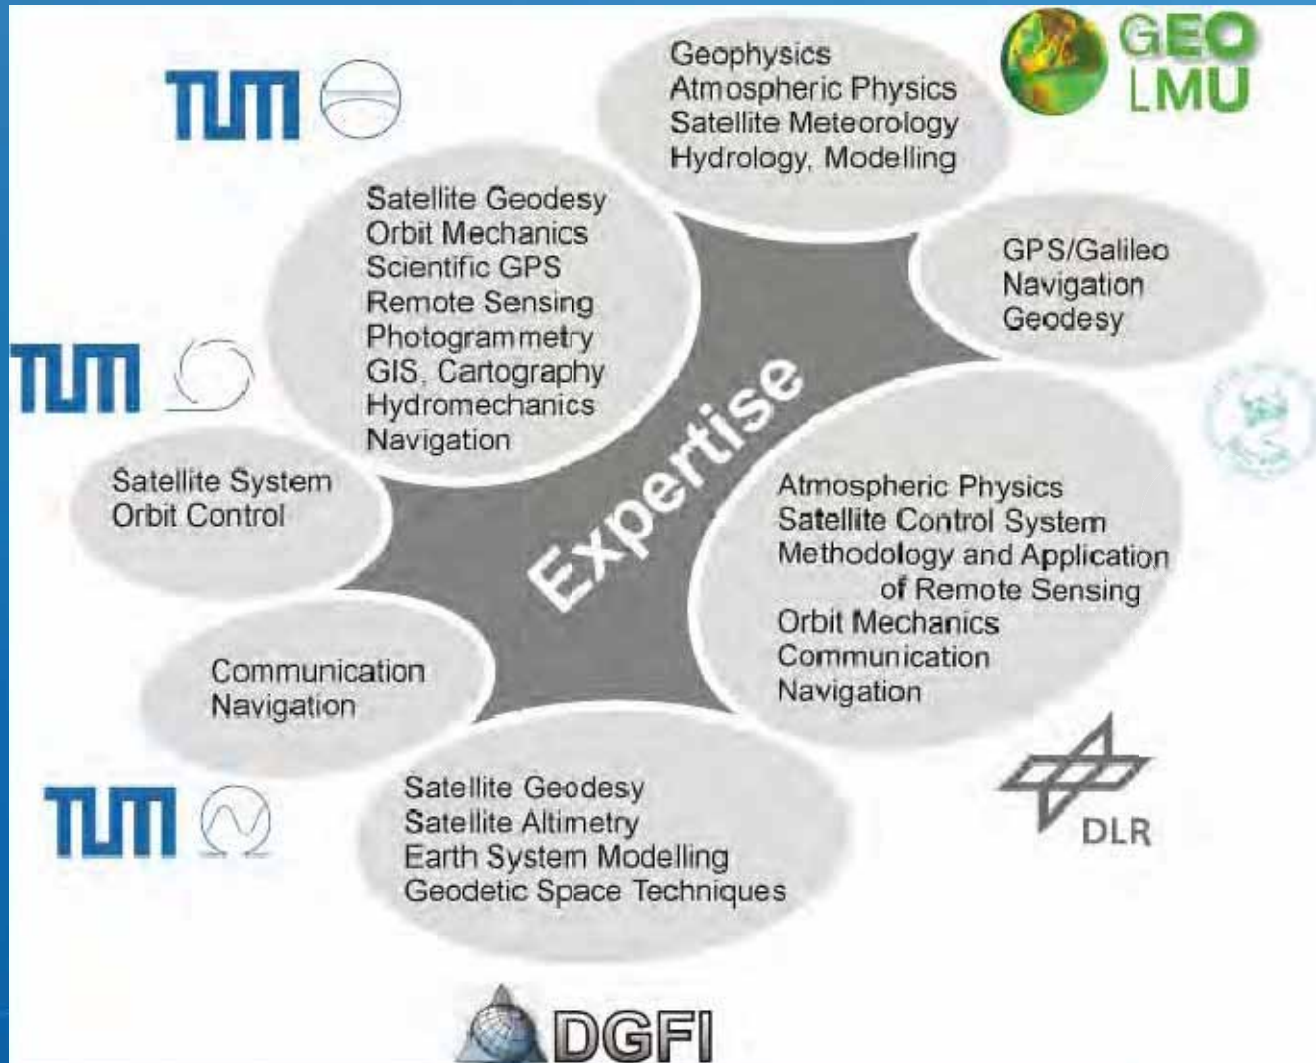 TUM
GEO
LMU
Geophysics
Atmospheric Physics
Satellite Meteorology
Hydrology, Modelling
Satellite Geodesy
Orbit Mechanics
Scientific GPS
Remote Sensing
Photogrammetry
GIS, Cartography
Hydromechanics
Navigation
GPS/Galileo
Navigation
Geodesy
TUM
Satellite System
Orbit Control
Expertise
Atmospheric Physics
Satellite Control System
Methodology and Application
of Remote Sensing
Orbit Mechanics
Communication
Navigation
Communication
Navigation
TUM
Satellite Geodesy
Satellite Altimetry
Earth System Modelling
Geodetic Space Techniques
DLR
DGFI